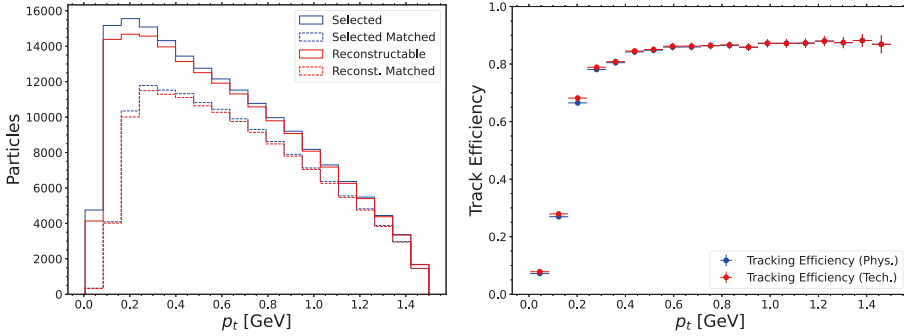 16000
14000
12000
10000
8000
6000
4000
2000
0
Particles
Selected
Selected Matched
Reconstructable
Reconst. Matched
0.0 0.2 0.4 0.6 0.8 1.0 1.2 1.4
p_t [GeV]
1.0
0.8
0.6
0.4
0.2
0.0
Track Efficiency
Tracking Efficiency (Phys.)
Tracking Efficiency (Tech.)
0.0 0.2 0.4 0.6 0.8 1.0 1.2 1.4
p_t [GeV]